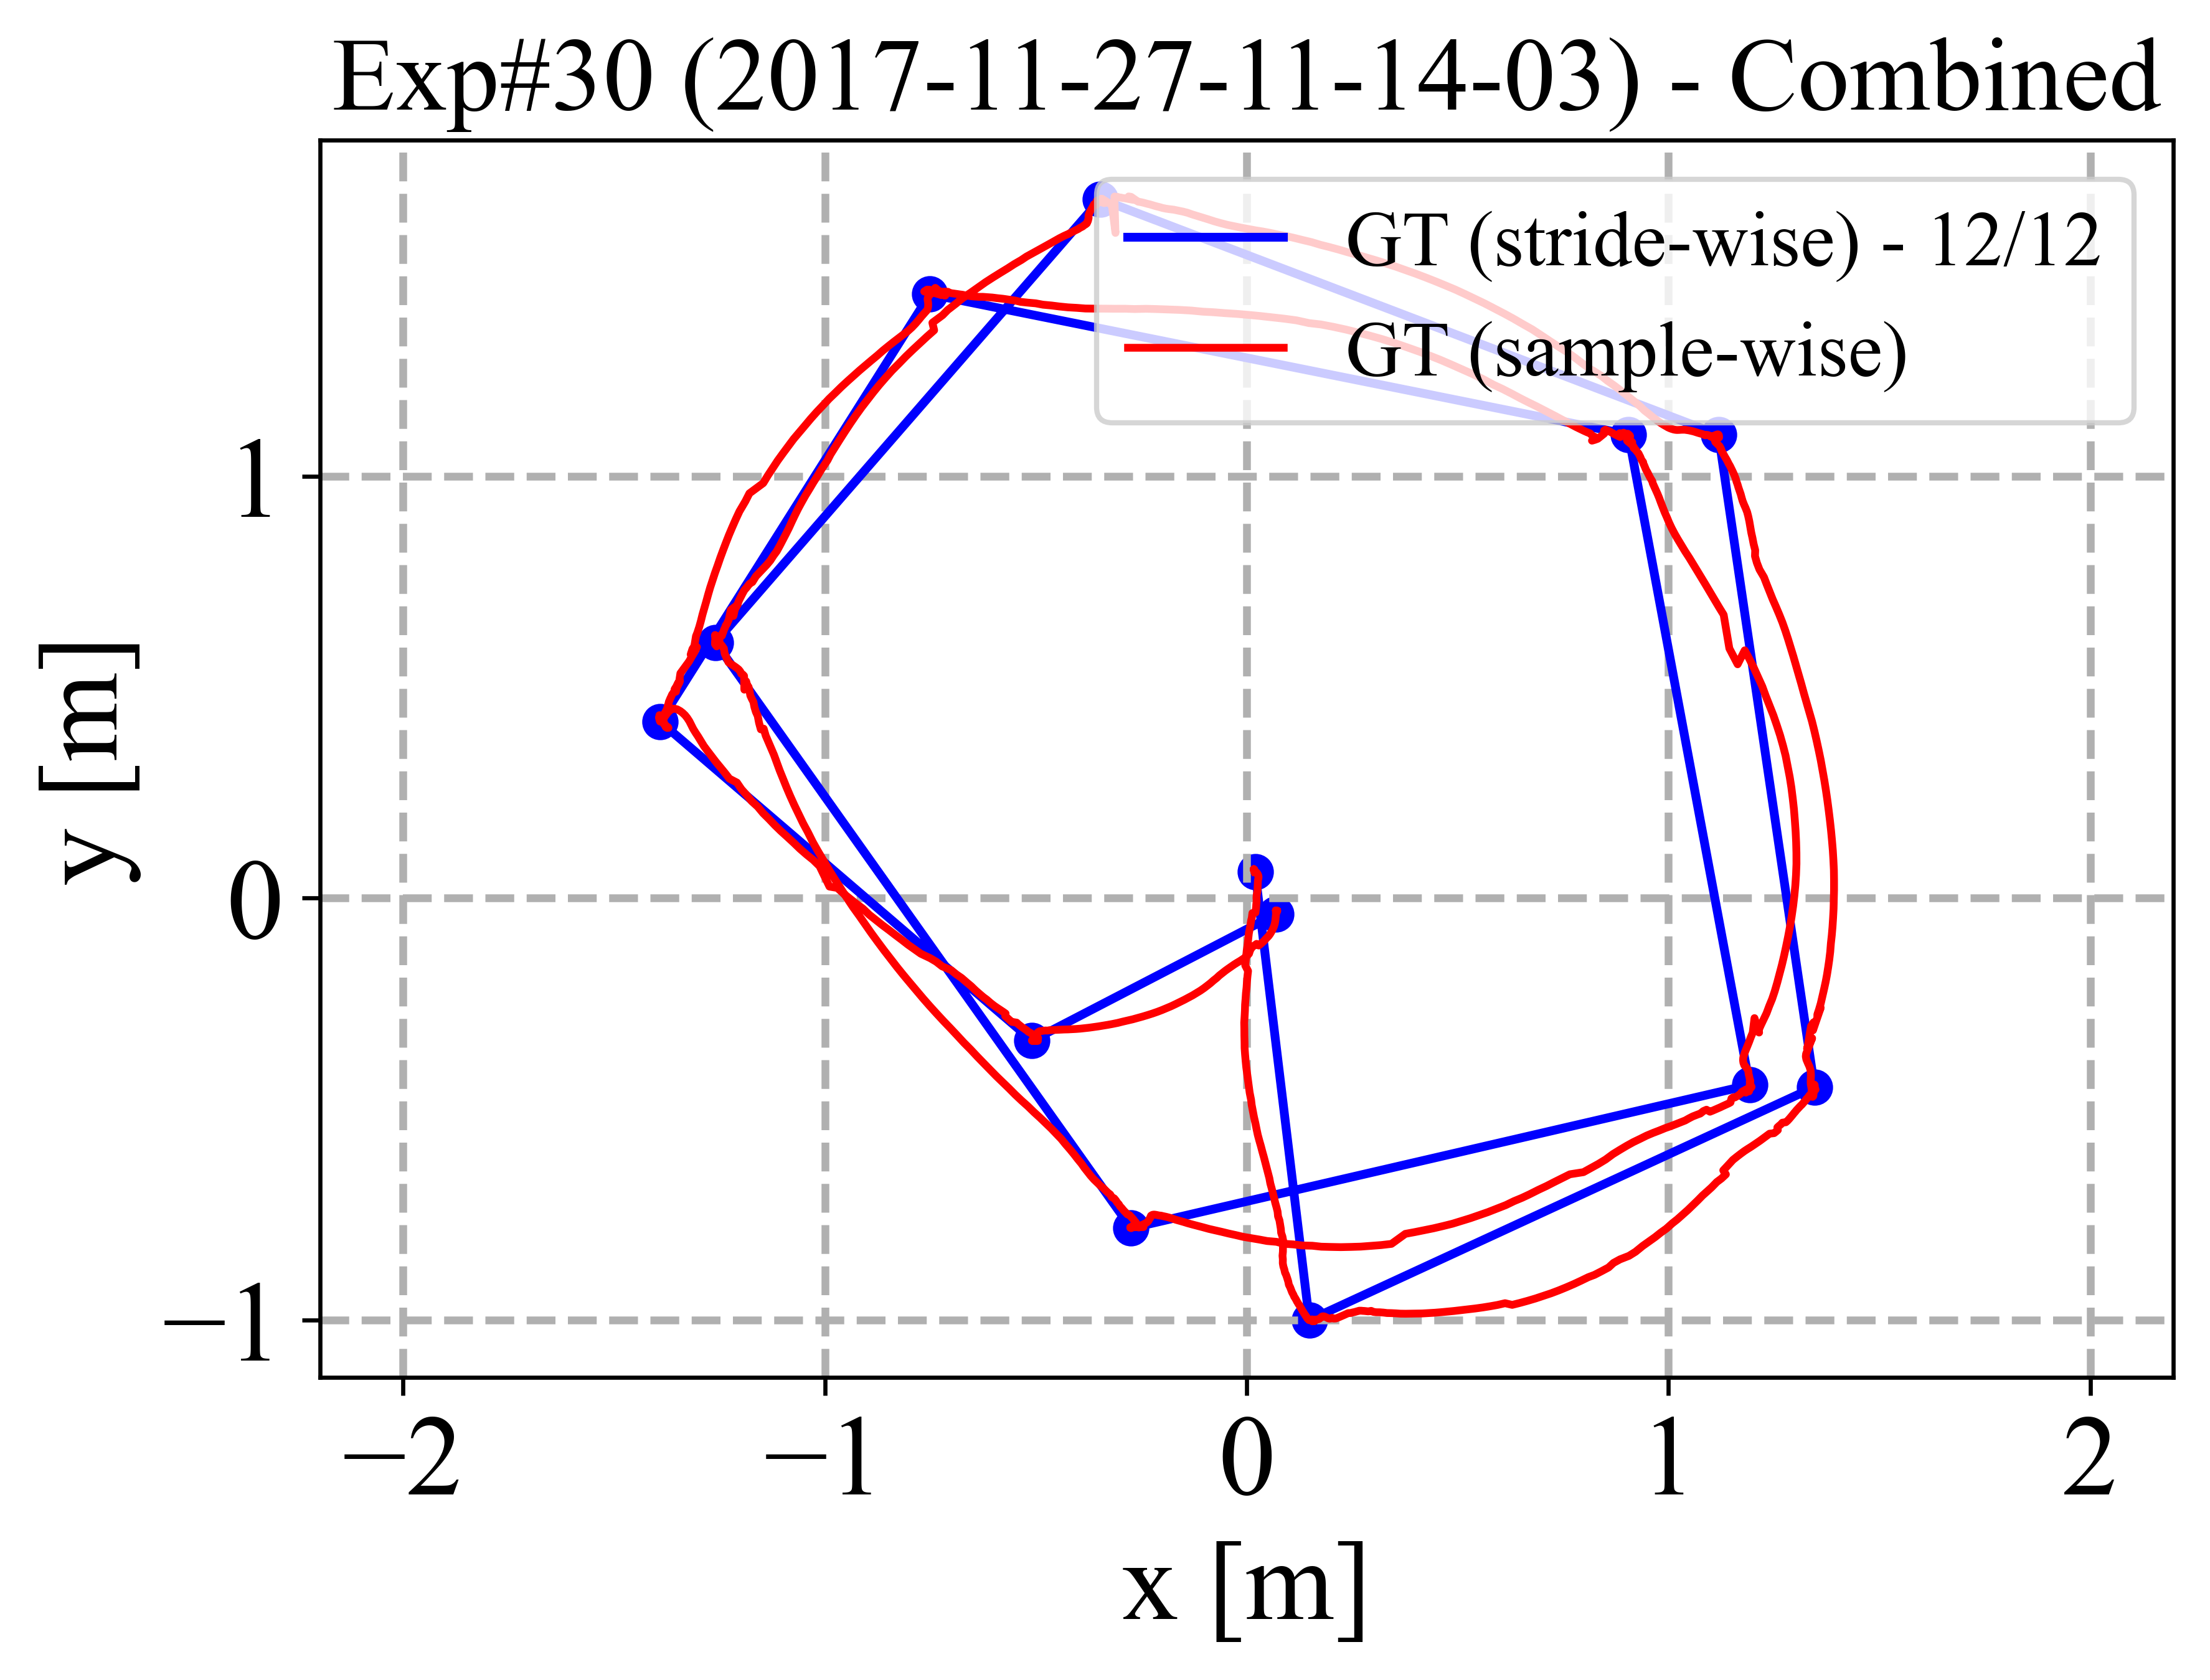 Exp#30 (2017-11-27-11-14-03) - Combined
GT (stride-wise) - 12/12
GT (sample-wise)
1
0
−1
y [m]
−2
−1
0
1
2
x [m]